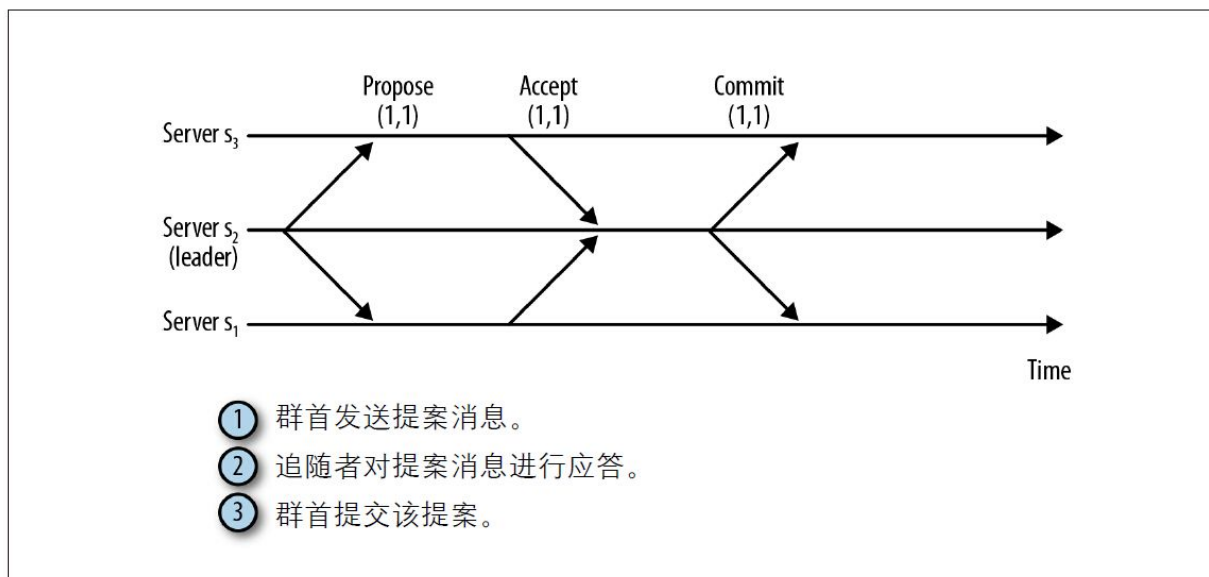 Propose
(1,1)
Accept
(1,1)
Commit
(1,1)
Server s₃
Server s₂
(leader)
Server s₁
Time
1 群首发送提案消息。
2 追随者对提案消息进行应答。
3 群首提交该提案。